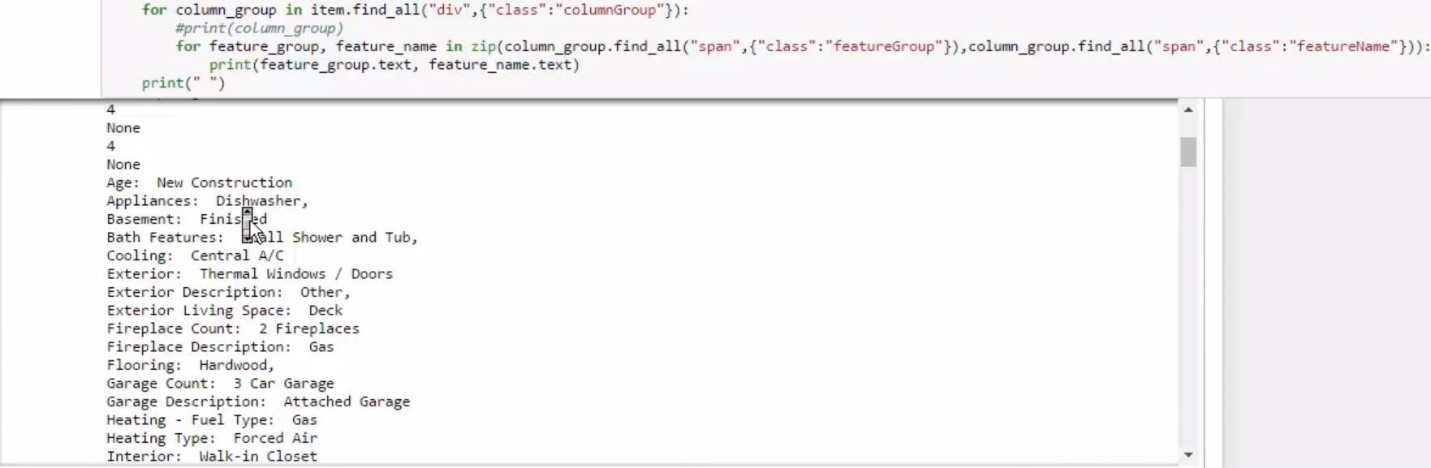 for column_group in item.find_all("div",{"class":"columnGroup"}):
#print(column_group)
for feature_group, feature_name in zip(column_group.find_all("span",{"class":"featureGroup"}),column_group.find_all("span",{"class":"featureName"})):
print(feature_group.text, feature_name.text)
print(" ")
4
None
4
None
Age:  New Construction
Appliances:  Dishwasher,
Basement:  Finished
Bath Features:  Shower and Tub,
Cooling:  Central A/C
Exterior:  Thermal Windows / Doors
Exterior Description:  Other,
Exterior Living Space:  Deck
Fireplace Count:  2 Fireplaces
Fireplace Description:  Gas
Flooring:  Hardwood,
Garage Count:  3 Car Garage
Garage Description:  Attached Garage
Heating - Fuel Type:  Gas
Heating Type:  Forced Air
Interior:  Walk-in Closet